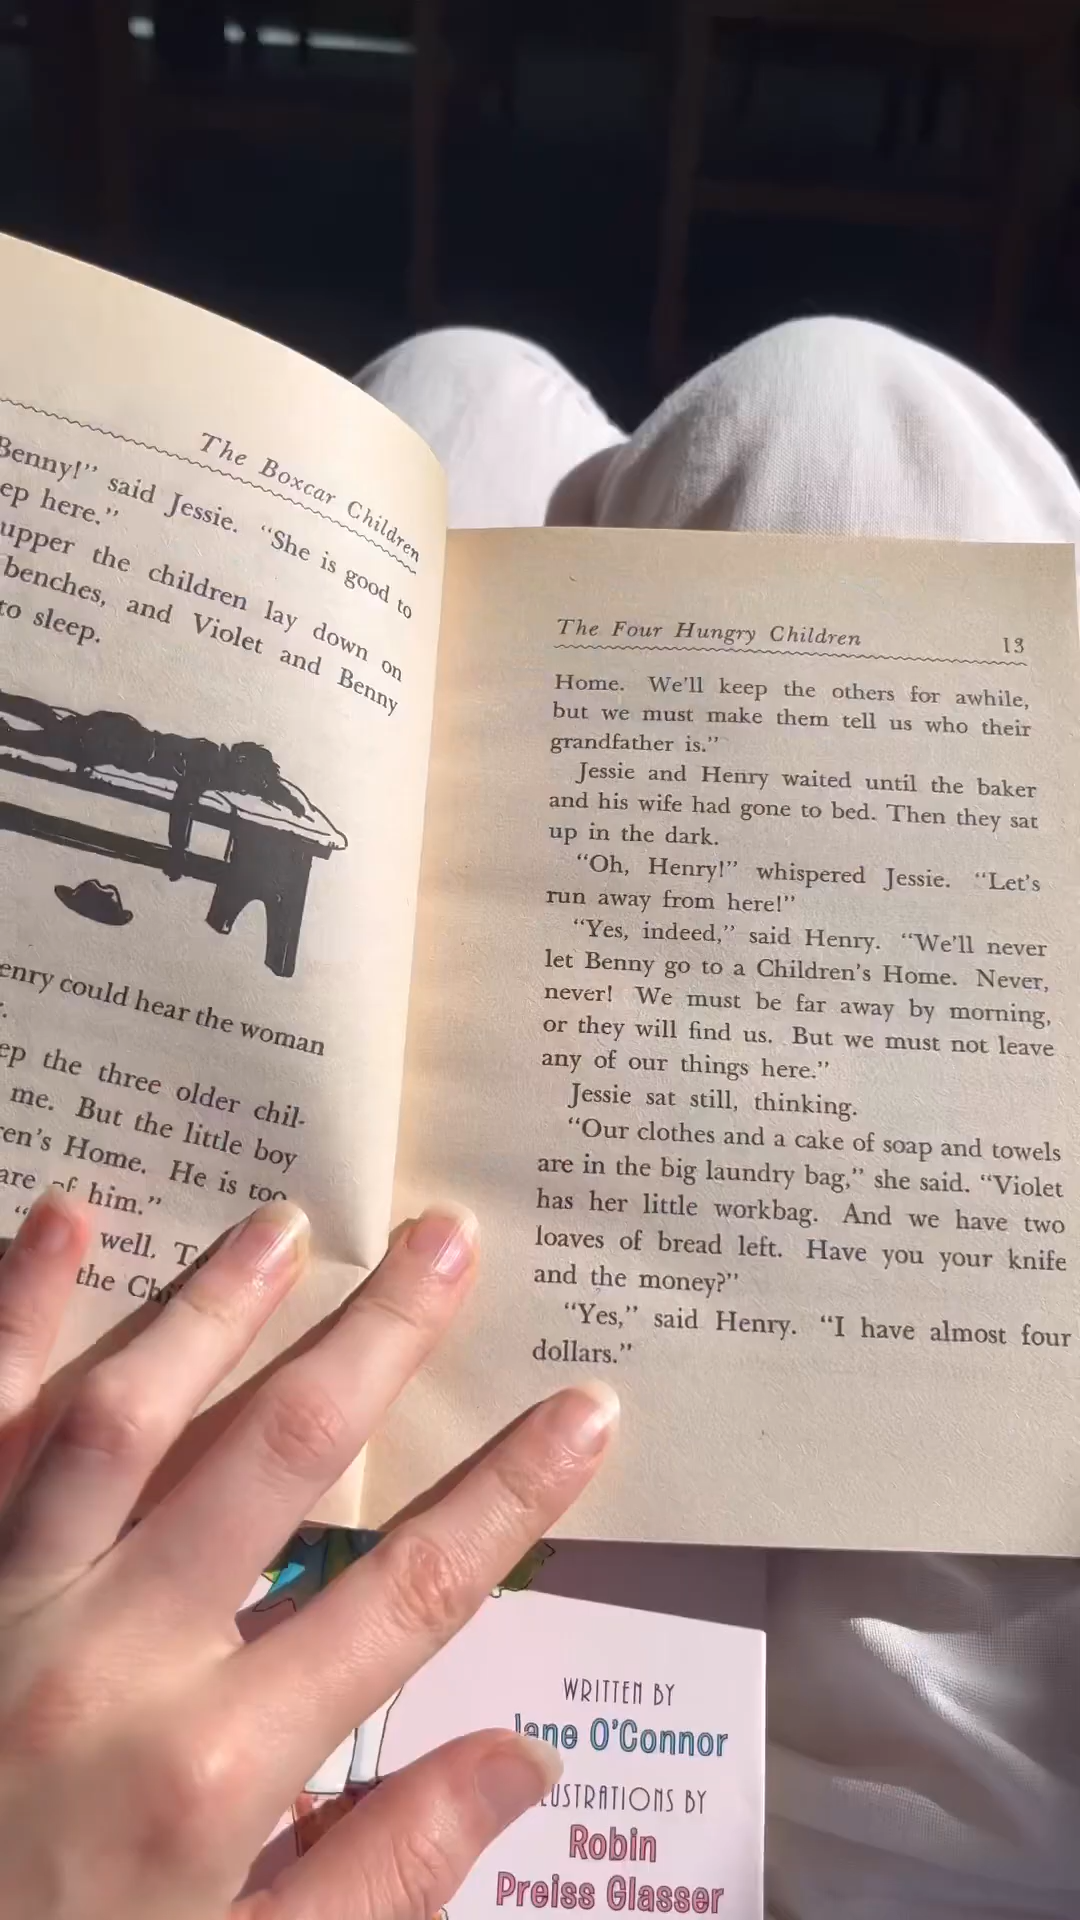 The Boxcar Children
Benny!” said Jessie. “She is good to
here.”
the children lay down on
benches, and Violet and Benny
to sleep.
could hear the woman
the three older chil-
me. But the little boy
Home. He is too
of him.”
“
well.
the
The Four Hungry Children 13
Home. We’ll keep the others for awhile,
but we must make them tell us who their
grandfather is.”
Jessie and Henry waited until the baker
and his wife had gone to bed. Then they sat
up in the dark.
“Oh, Henry!” whispered Jessie. “Let’s
run away from here!”
“Yes, indeed,” said Henry. “We’ll never
let Benny go to a Children’s Home. Never,
never! We must be far away by morning,
or they will find us. But we must not leave
any of our things here.”
Jessie sat still, thinking.
“Our clothes and a cake of soap and towels
are in the big laundry bag,” she said. “Violet
has her little workbag. And we have two
loaves of bread left. Have you your knife
and the money?”
“Yes,” said Henry. “I have almost four
dollars.”
WRITTEN BY
Jane O’Connor
ILLUSTRATIONS BY
Robin
Preiss Glasser